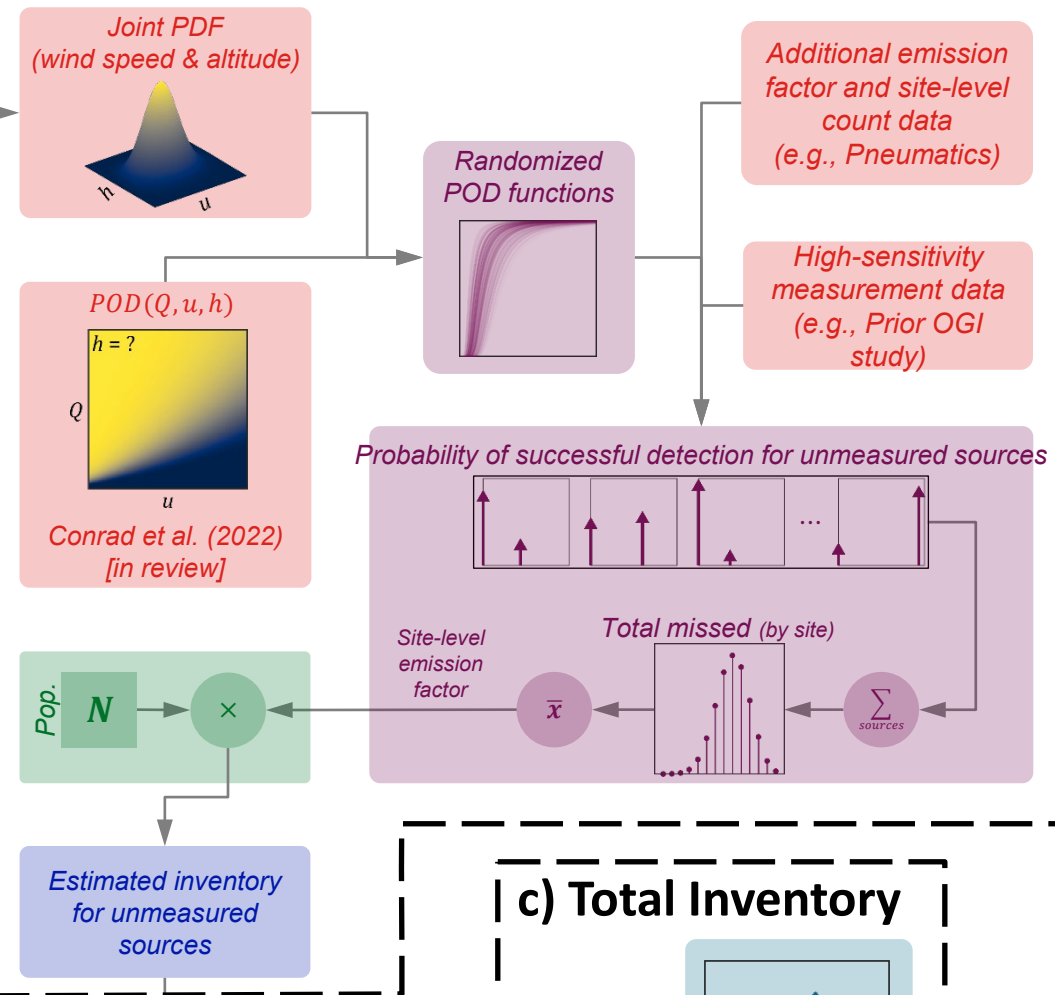 Joint PDF
(wind speed & altitude)
h
u
POD(Q, u, h)
h = ?
Q
u
Conrad et al. (2022)
[in review]
Randomized
POD functions
Additional emission
factor and site-level
count data
(e.g., Pneumatics)
High-sensitivity
measurement data
(e.g., Prior OGI
study)
Probability of successful detection for unmeasured sources
...
Site-level
emission
factor
Total missed (by site)
x̅
∑
sources
Pop.
N
×
Estimated inventory
for unmeasured
sources
c) Total Inventory